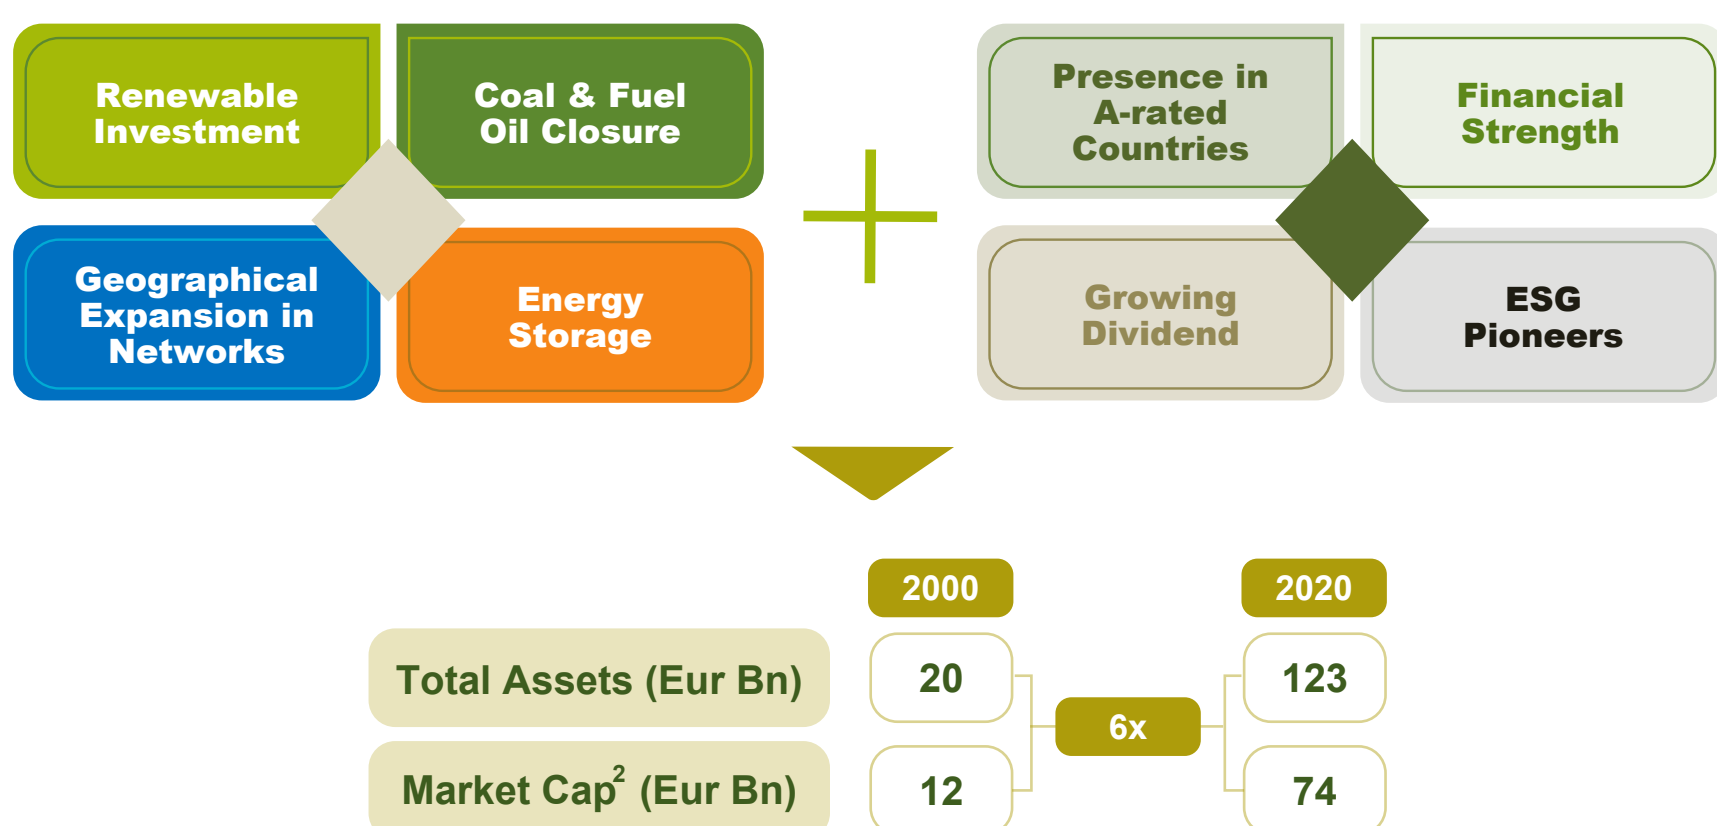 Renewable
Investment
Coal & Fuel
Oil Closure
Geographical
Expansion in
Networks
Energy
Storage
Presence in
A-rated
Countries
Financial
Strength
Growing
Dividend
ESG
Pioneers
2000 2020
Total Assets (Eur Bn) 20 123
6x
Market Cap² (Eur Bn) 12 74